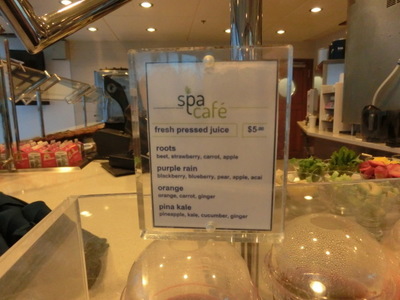 spa
café
fresh pressed juice $5.00
roots
beet, strawberry, carrot, apple
purple rain
blackberry, blueberry, pear, apple, acai
orange
orange, carrot, ginger
pina kale
pineapple, kale, cucumber, ginger